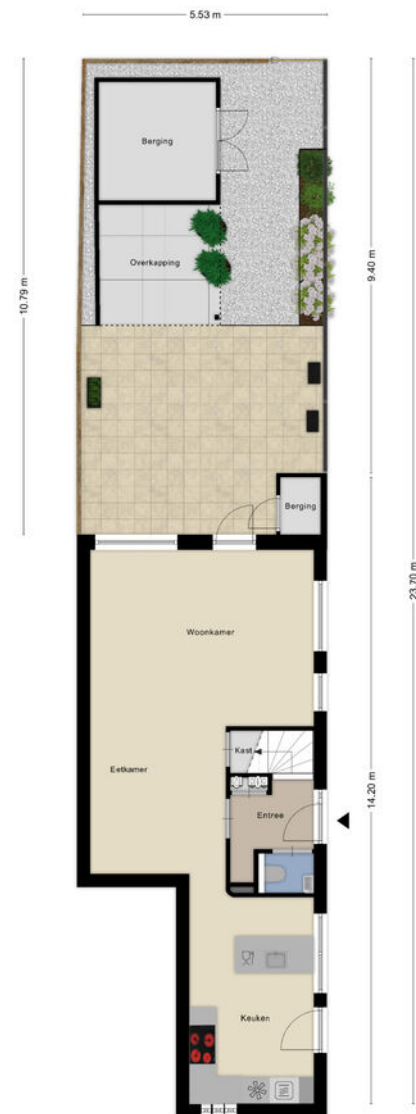 5.53 m
Berging
Overkapping
10.79 m
9.40 m
Berging
23.70 m
Woonkamer
Kast
Eetkamer
14.20 m
Entree
Keuken